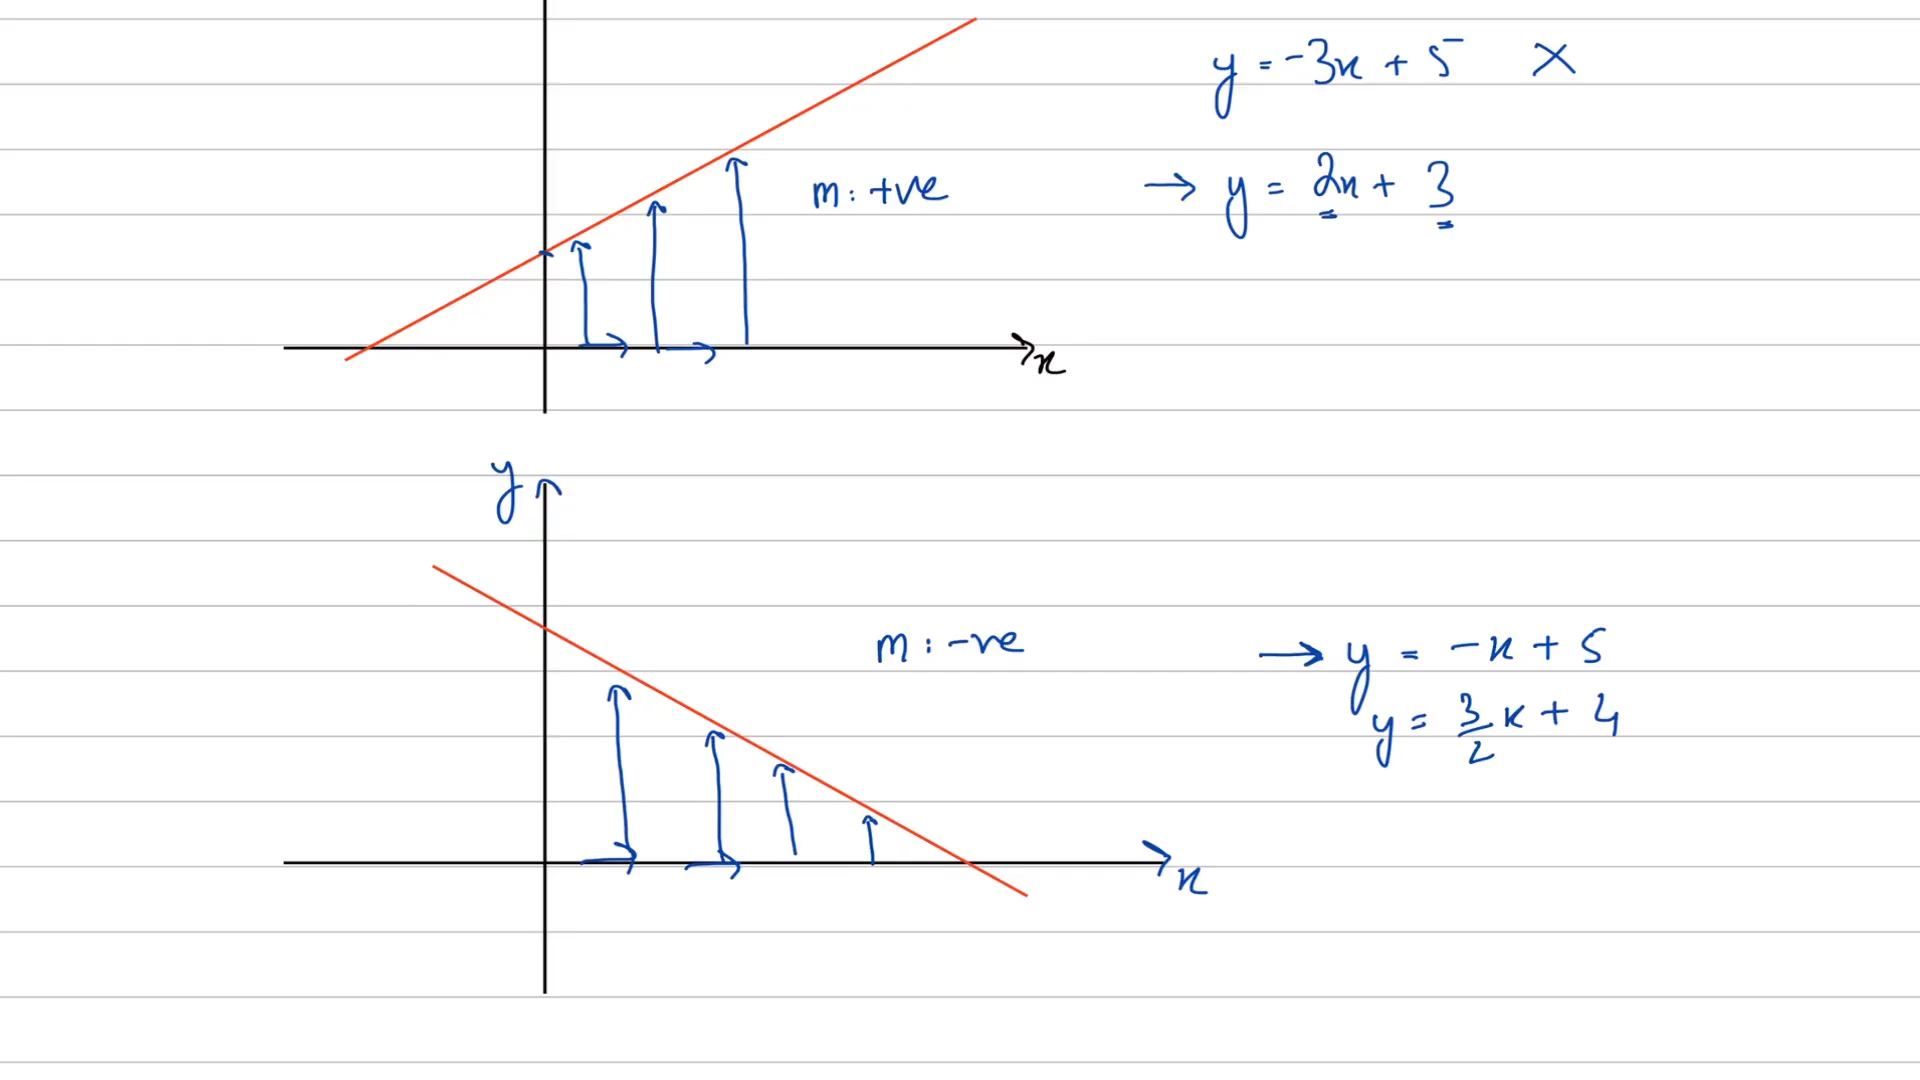 y = -3x + 5 X
m: +ve → y = 2x + 3
x
y
m: -ve → y = -x + 5
y = 3/2 x + 4
x